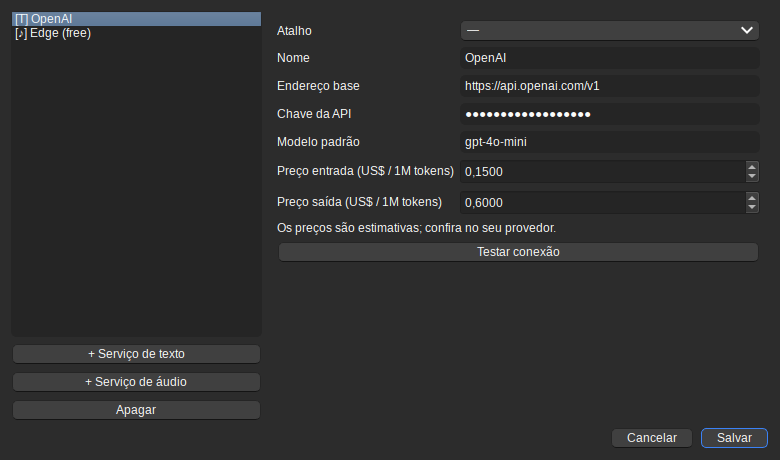 [T] OpenAI
[♪] Edge (free)
+ Serviço de texto
+ Serviço de áudio
Apagar
Atalho —
Nome OpenAI
Endereço base https://api.openai.com/v1
Chave da API ●●●●●●●●●●●●●●●●●●
Modelo padrão gpt-4o-mini
Preço entrada (US$ / 1M tokens) 0,1500
Preço saída (US$ / 1M tokens) 0,6000
Os preços são estimativas; confira no seu provedor.
Testar conexão
Cancelar Salvar